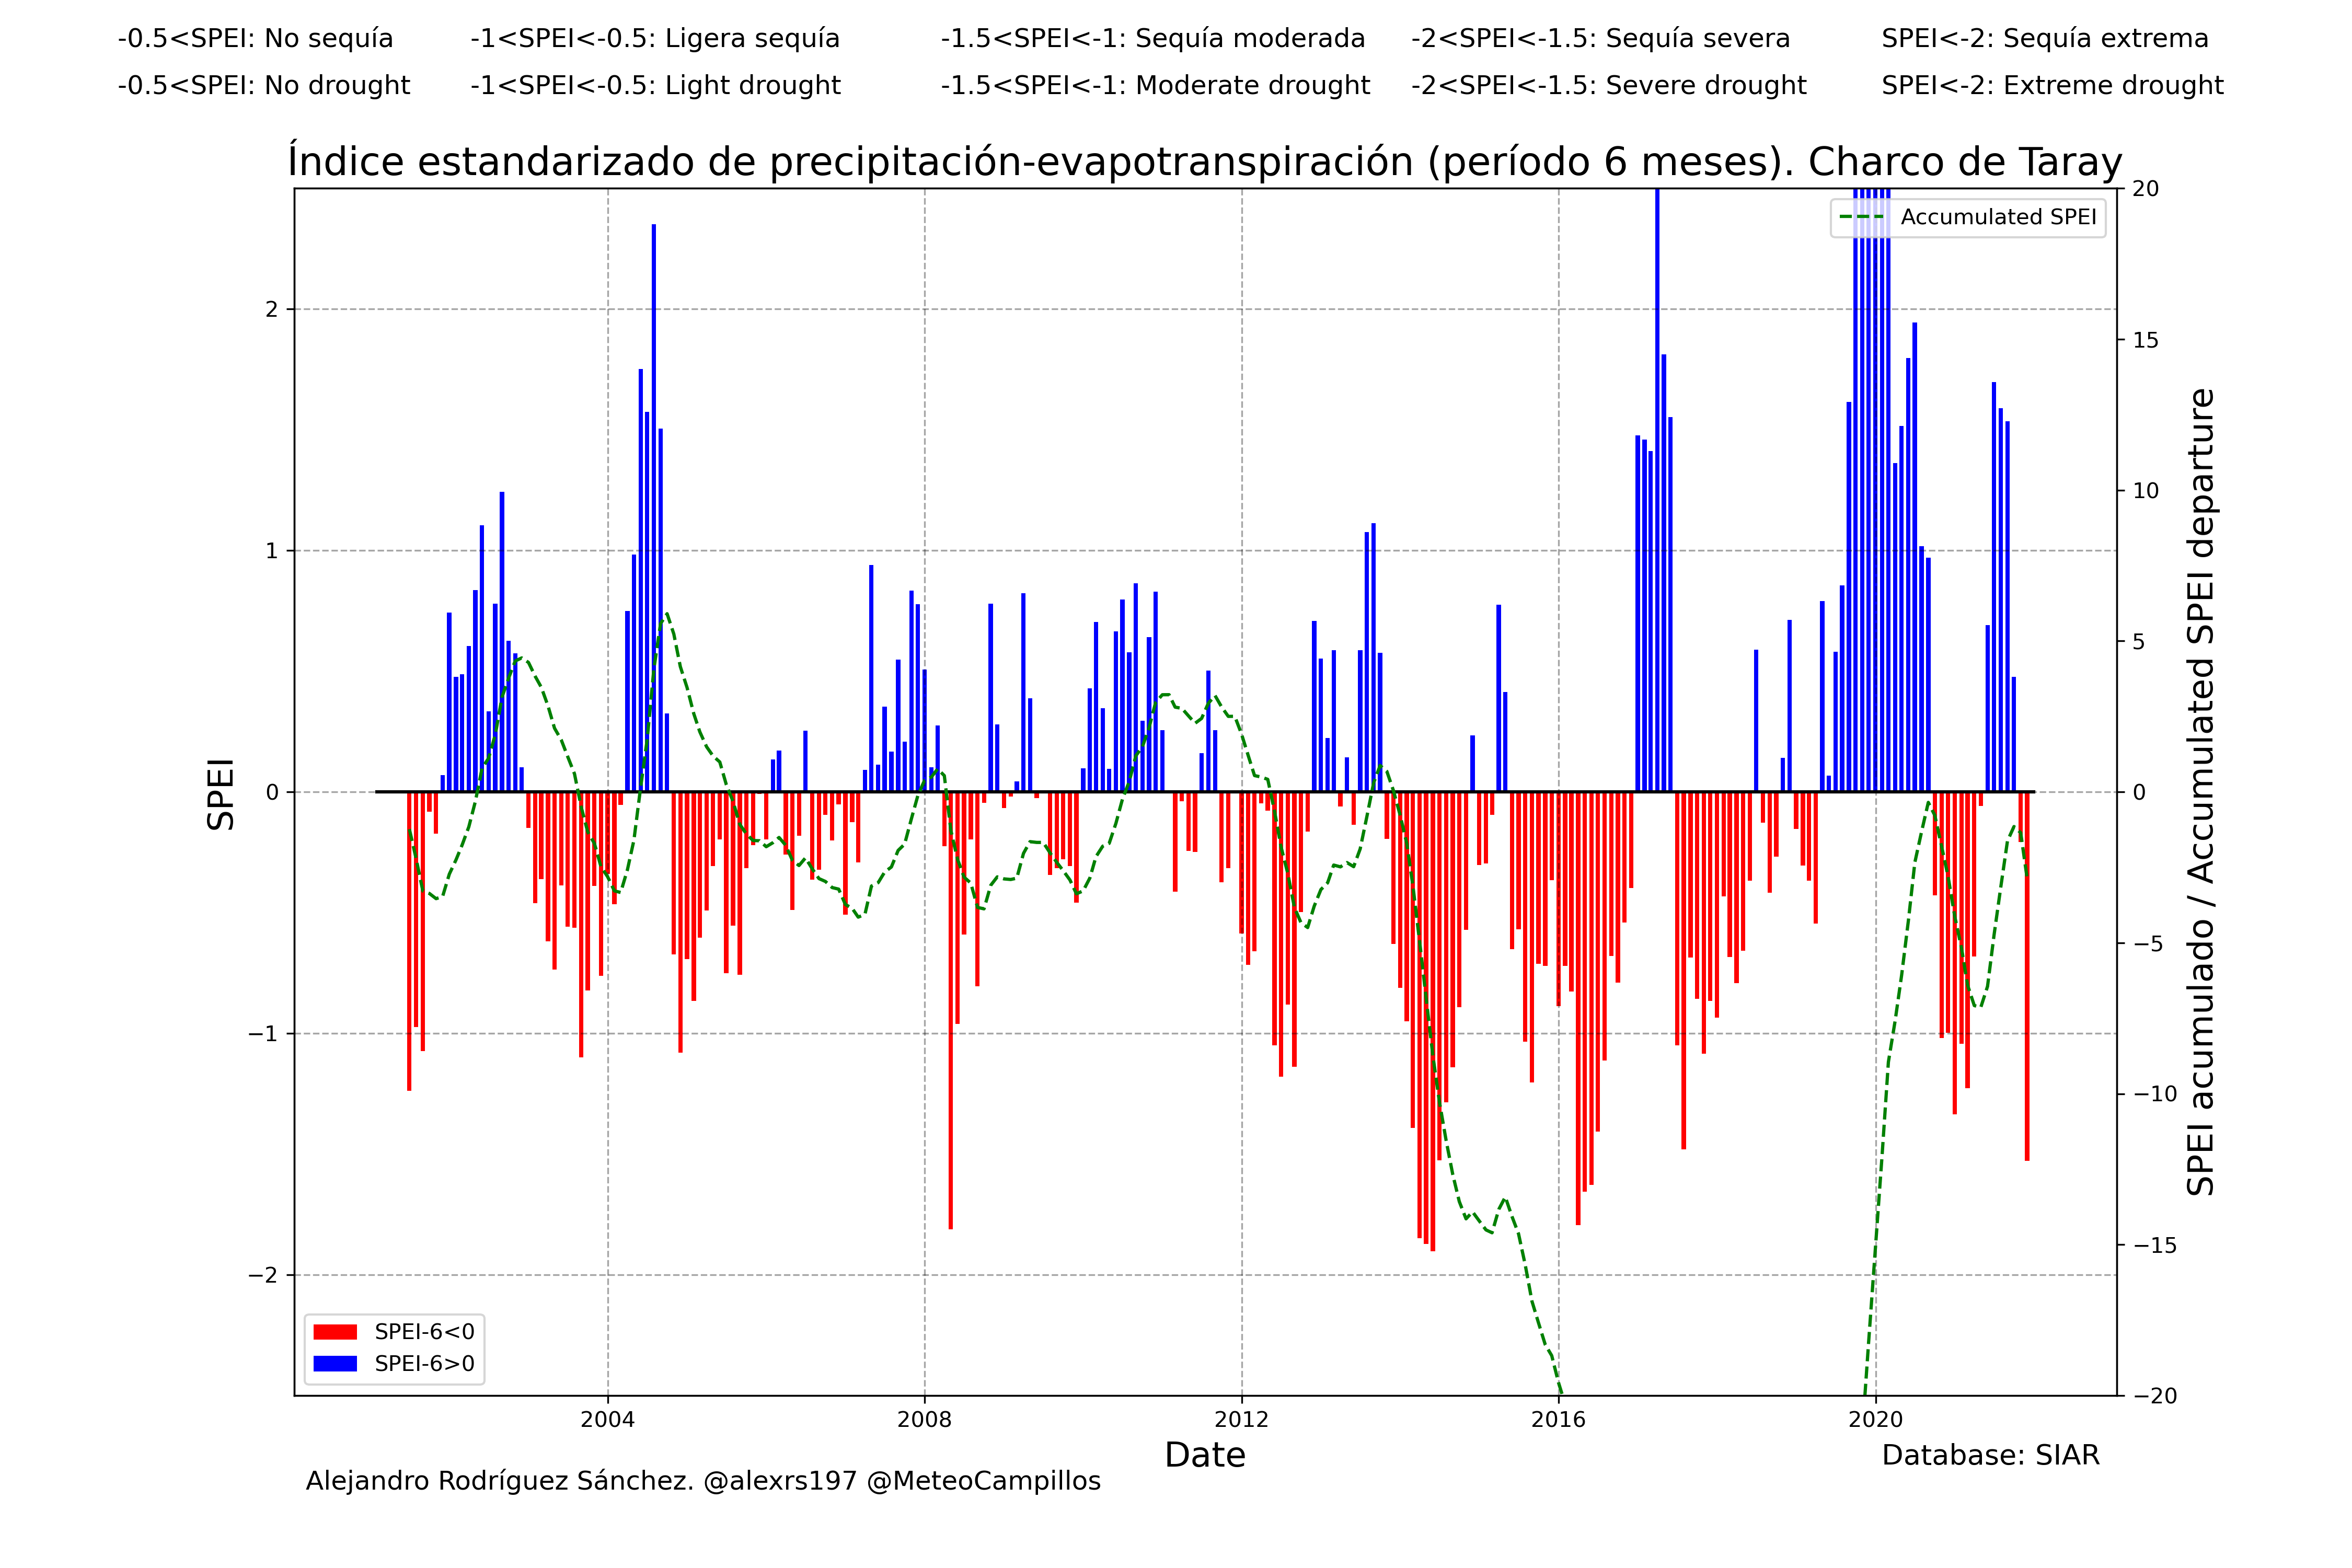 -0.5<SPEI: No sequía -1<SPEI<-0.5: Ligera sequía -1.5<SPEI<-1: Sequía moderada -2<SPEI<-1.5: Sequía severa SPEI<-2: Sequía extrema
-0.5<SPEI: No drought -1<SPEI<-0.5: Light drought -1.5<SPEI<-1: Moderate drought -2<SPEI<-1.5: Severe drought SPEI<-2: Extreme drought
Índice estandarizado de precipitación-evapotranspiración (período 6 meses). Charco de Taray
Accumulated SPEI
SPEI
2
1
0
−1
−2
20
15
10
5
0
−5
−10
−15
−20
SPEI acumulado / Accumulated SPEI departure
SPEI-6<0
SPEI-6>0
2004 2008 2012 2016 2020
Date
Database: SIAR
Alejandro Rodríguez Sánchez. @alexrs197 @MeteoCampillos